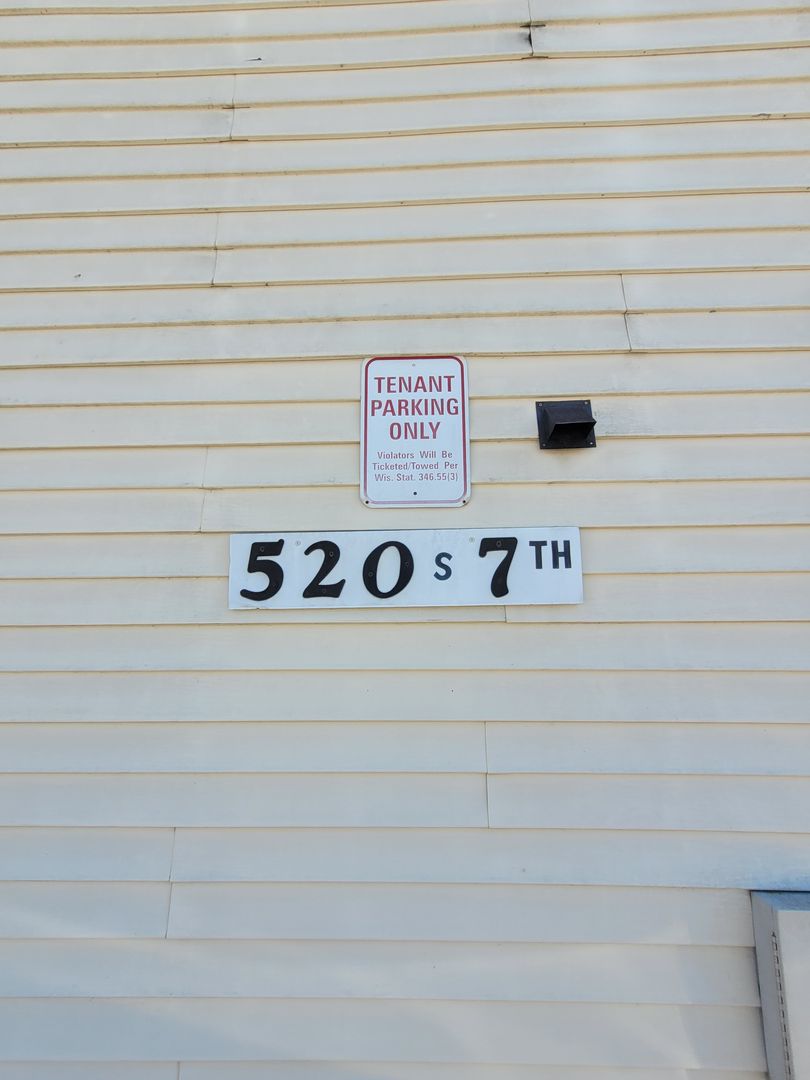 TENANT
PARKING
ONLY
Violators Will Be
Ticketed/Towed Per
Wis. Stat. 346.55(3)
520 S 7TH